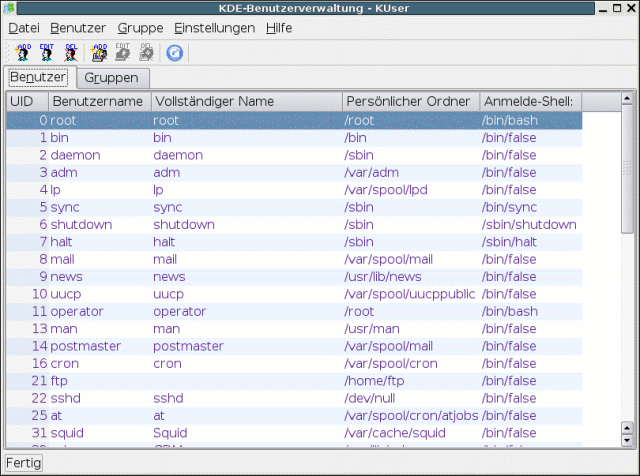 KDE-Benutzerverwaltung - KUser
Datei Benutzer Gruppe Einstellungen Hilfe
ADD EDIT DEL ADD EDIT DEL
Benutzer Gruppen
UID Benutzername Vollständiger Name Persönlicher Ordner Anmelde-Shell:
0 root root /root /bin/bash
1 bin bin /bin /bin/false
2 daemon daemon /sbin /bin/false
3 adm adm /var/adm /bin/false
4 lp lp /var/spool/lpd /bin/false
5 sync sync /sbin /bin/sync
6 shutdown shutdown /sbin /sbin/shutdown
7 halt halt /sbin /sbin/halt
8 mail mail /var/spool/mail /bin/false
9 news news /usr/lib/news /bin/false
10 uucp uucp /var/spool/uucppublic /bin/false
11 operator operator /root /bin/bash
13 man man /usr/man /bin/false
14 postmaster postmaster /var/spool/mail /bin/false
16 cron cron /var/spool/cron /bin/false
21 ftp /home/ftp /bin/false
22 sshd sshd /dev/null /bin/false
25 at at /var/spool/cron/atjobs /bin/false
31 squid Squid /var/cache/squid /bin/false
Fertig